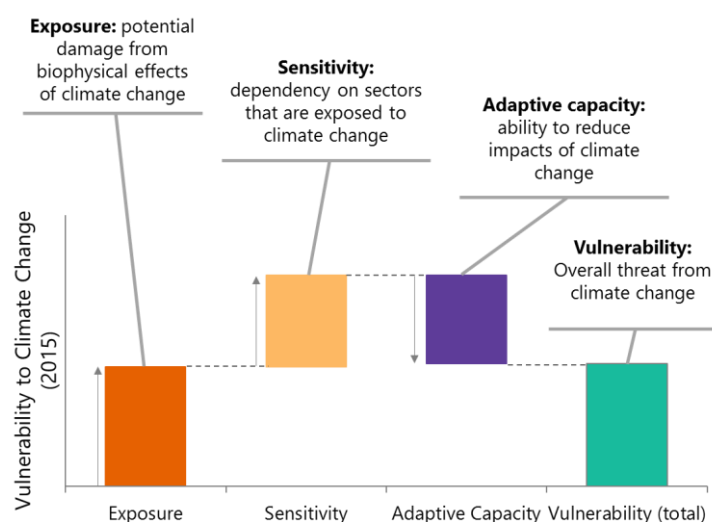 Exposure: potential
damage from
biophysical effects
of climate change
Sensitivity:
dependency on sectors
that are exposed to
climate change
Adaptive capacity:
ability to reduce
impacts of climate
change
Vulnerability:
Overall threat from
climate change
Vulnerability to Climate Change
(2015)
Exposure
Sensitivity
Adaptive Capacity
Vulnerability (total)